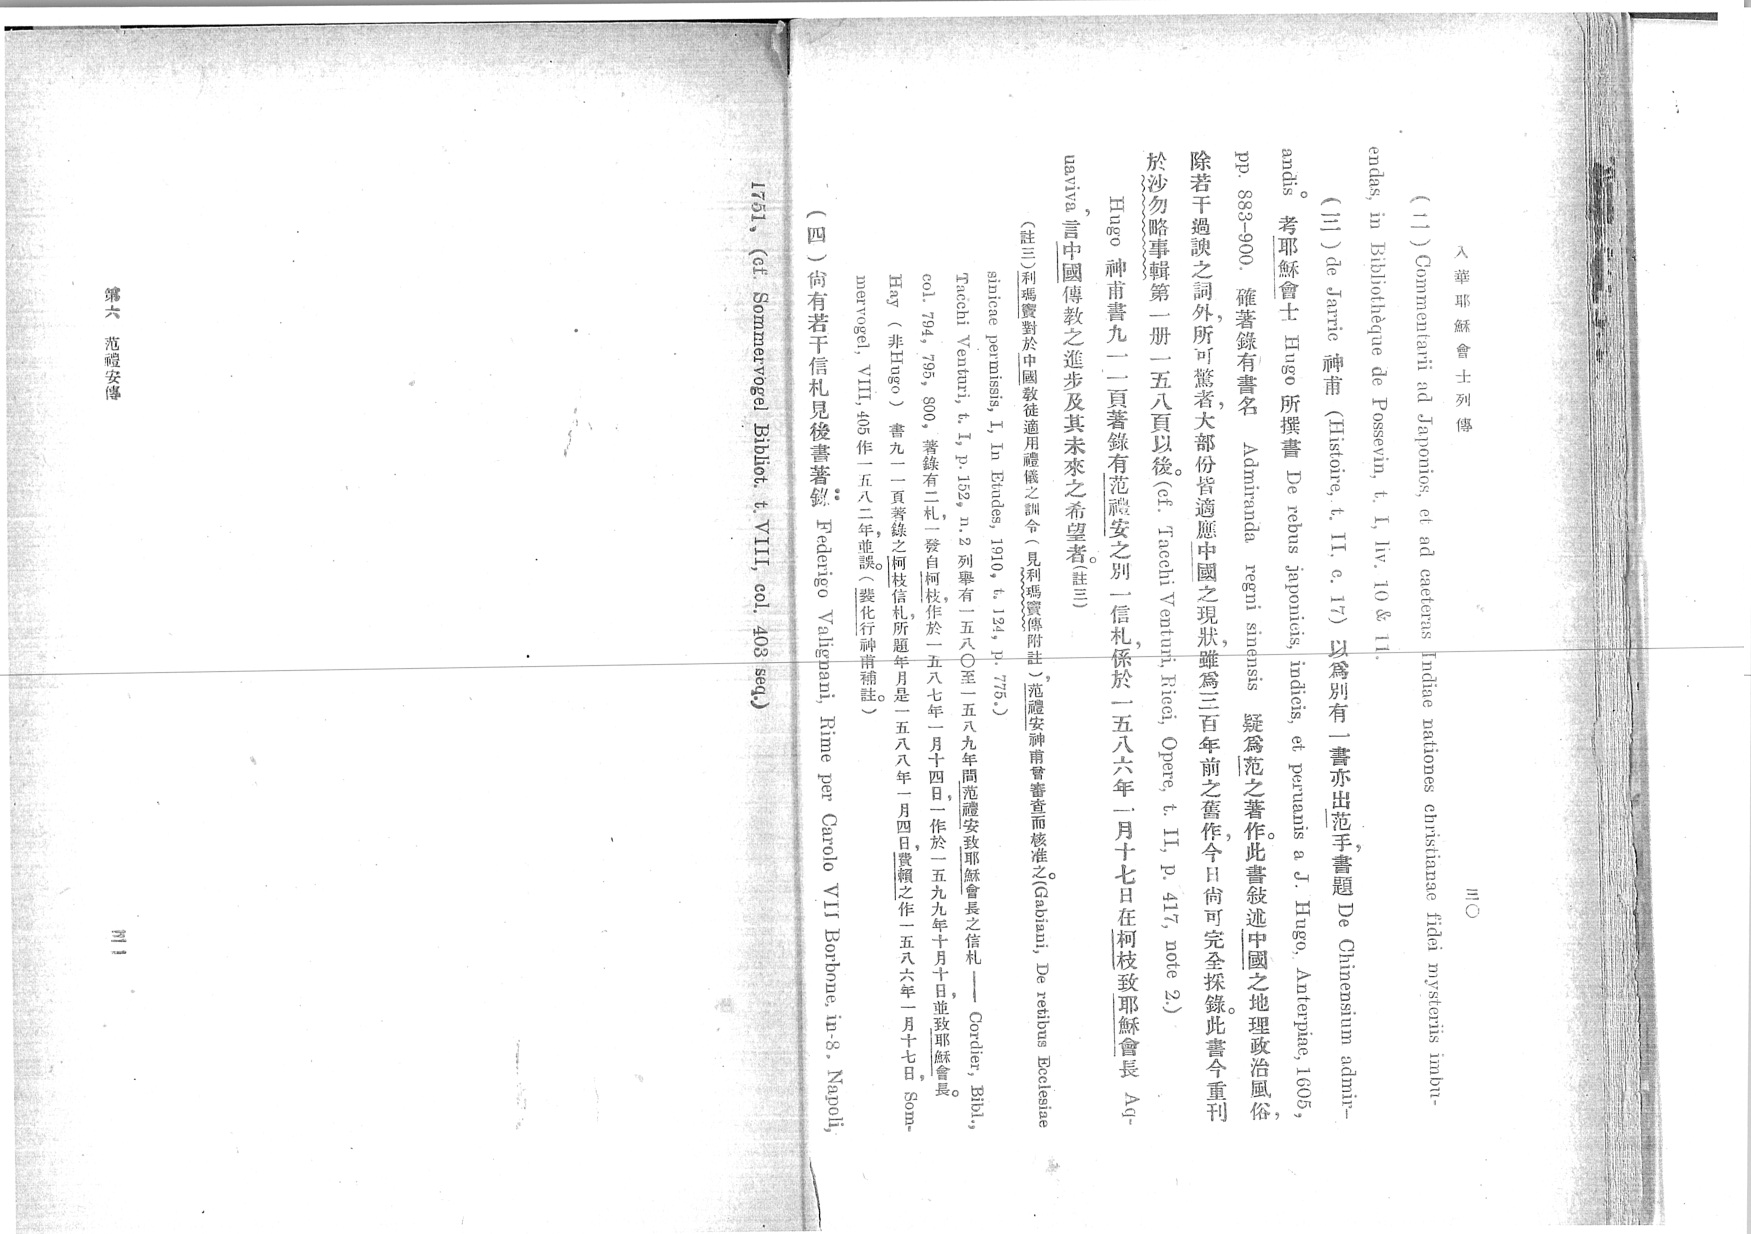 入華耶穌會士列傳
三〇
(二) Commentarii ad Japonios, et ad caeteras Indiae nationes christianae fidei mysteriis imbu-
endas, in Bibliothèque de Possevin, t. I, liv. 10 & 11.
(三) de Jarric 神甫 (Histoire, t. II. c. 17) 以爲別有一書亦出范手，書題 De Chinensium admir-
andis。考耶穌會士 Hugo 所撰書 De rebus japonicis, indicis, et peruanis a J. Hugo, Anterpiae, 1605,
pp. 883-900. 確著錄有書名 Admiranda regni sinensis 疑爲范之著作。此書敍述中國之地理政治風俗，
除若干過諛之詞外，所可驚者，大部份皆適應中國之現狀，雖爲三百年前之舊作，今日尙可完全採錄。此書今重刊
於沙勿略事輯第一册一五八頁以後。(cf. Tacchi Venturi, Ricci, Opere, t. II, p. 417, note 2.)
Hugo 神甫書九一一頁著錄有范禮安之別一信札，係於一五八六年一月十七日在柯枝致耶穌會長 Aq-
uaviva，言中國傳教之進步及其未來之希望者。(註三)
(註三)利瑪竇對於中國教徒適用禮儀之訓令(見利瑪竇傳附註)，范禮安神甫曾審查而核准之。(Gabiani, De retibus Ecclesiae
sinicae permissis, I, In Etudes, 1910, t. 124, p. 775.)
Tacchi Venturi, t. I, p. 152, n. 2 列舉有一五八〇至一五八九年間范禮安致耶穌會長之信札 —— Cordier, Bibl.,
col. 794, 795, 800, 著錄有二札，一發自柯枝，作於一五八七年一月十四日，一作於一五九九年十月十日，並致耶穌會長。
Hay (非Hugo) 書九一一頁著錄之柯枝信札，所題年月是一五八八年一月四日，費賴之作一五八六年一月十七日，Som-
mervogel, VIII, 405 作一五八二年，並誤。(裴化行神甫補註。)
(四) 尙有若干信札見後書著錄: Federigo Valignani, Rime per Carolo VII Borbone, in-8, Napoli,
1751, (cf. Sommervogel Bibliot. t. VIII, col. 403 seq.)
第六 范禮安傳
三一